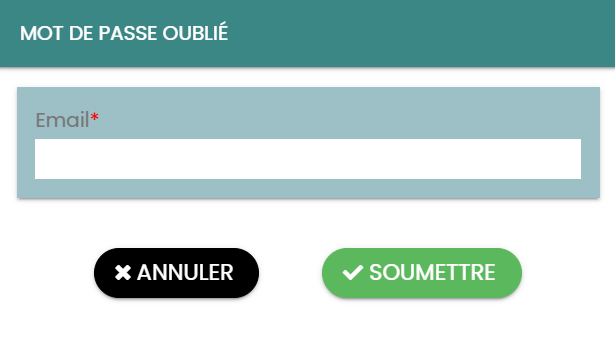 MOT DE PASSE OUBLIÉ
Email*
ANNULER
SOUMETTRE